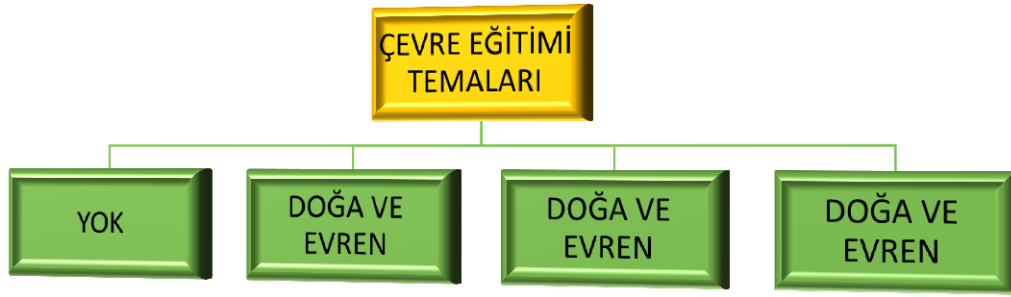 ÇEVRE EĞİTİMİ
TEMALARI
YOK
DOĞA VE
EVREN
DOĞA VE
EVREN
DOĞA VE
EVREN